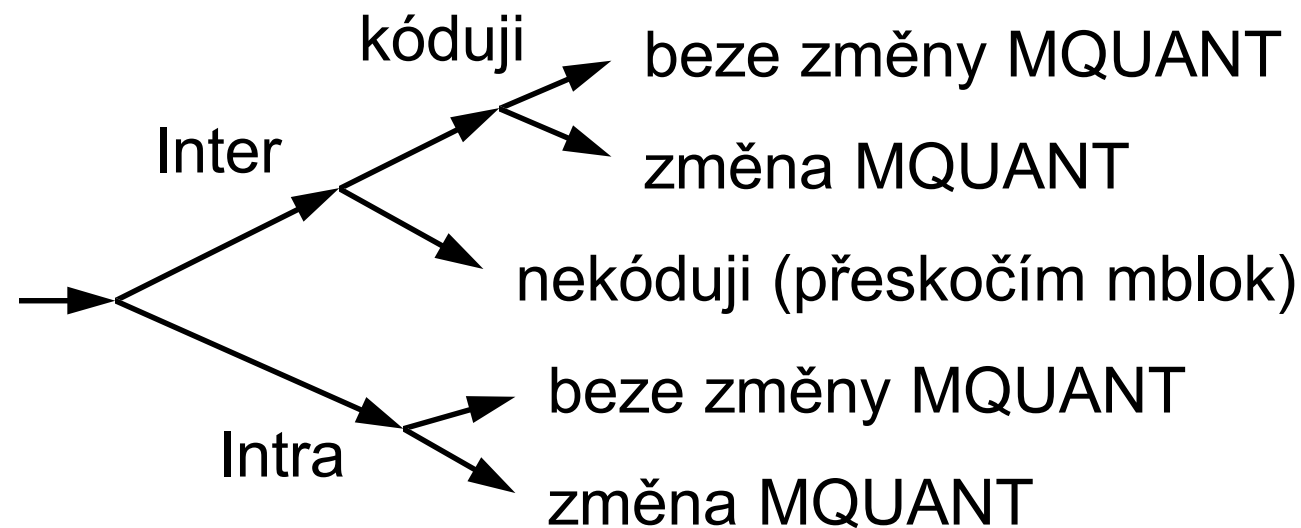 kóduji
beze změny MQUANT
Inter
změna MQUANT
nekóduji (přeskočím mblok)
beze změny MQUANT
Intra
změna MQUANT